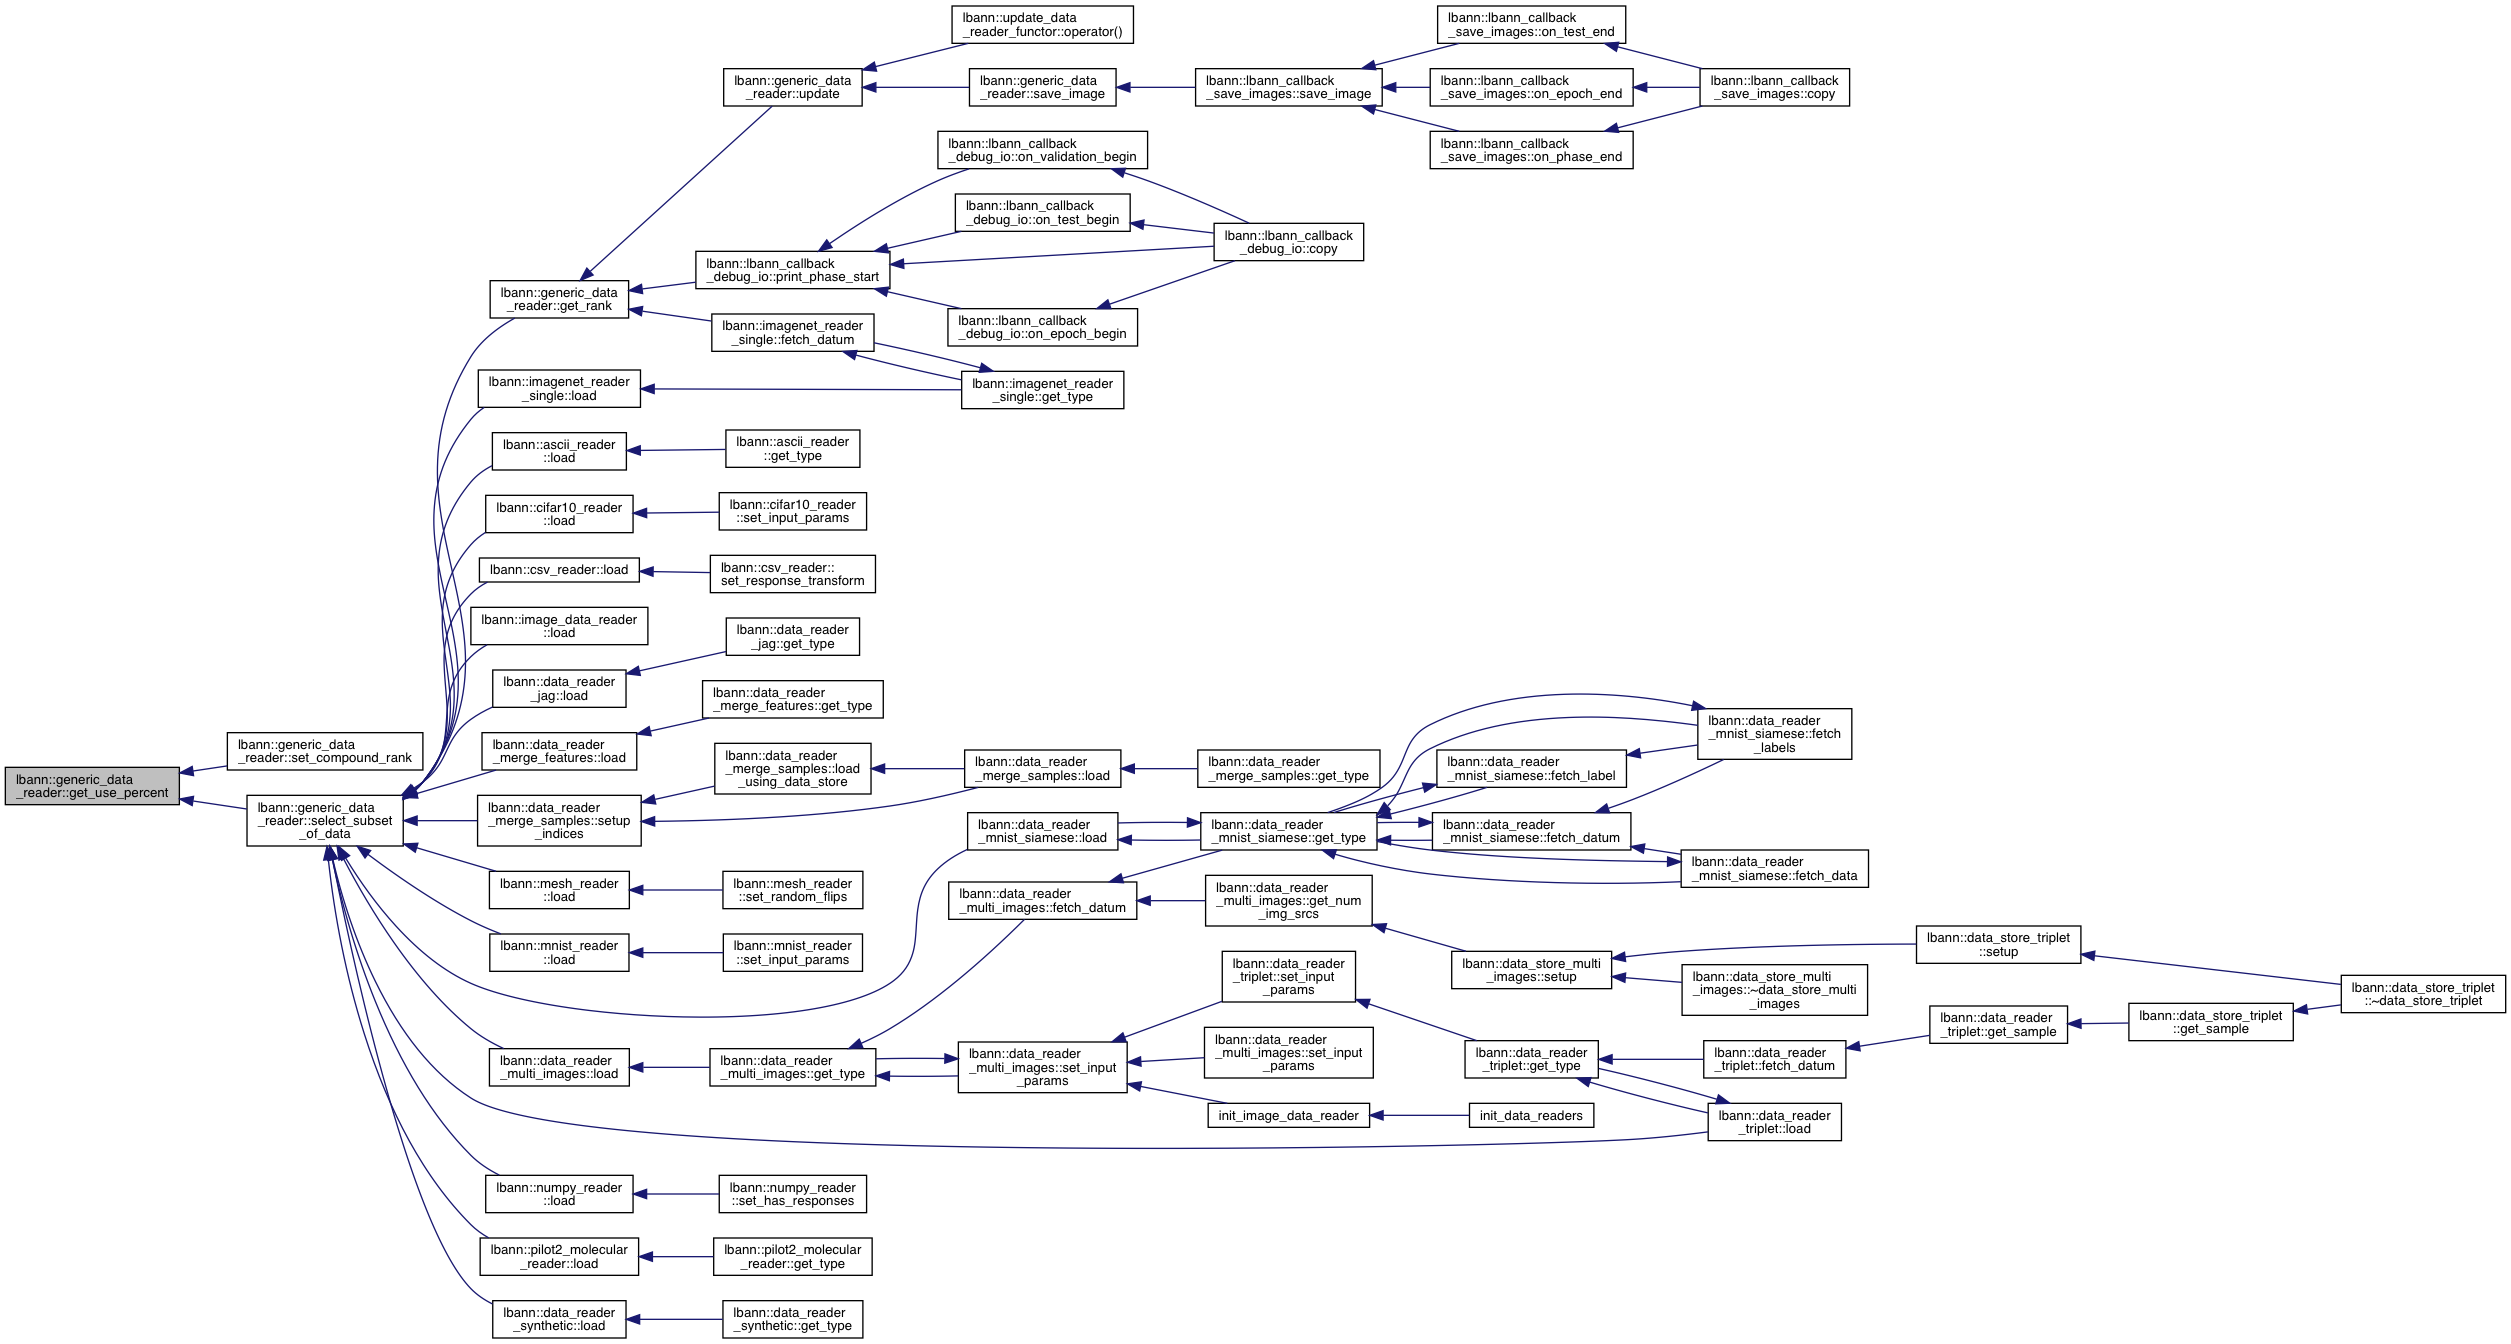 lbann::update_data
_reader_functor::operator()
lbann::generic_data
_reader::update
lbann::generic_data
_reader::save_image
lbann::lbann_callback
_save_images::save_image
lbann::lbann_callback
_save_images::on_test_end
lbann::lbann_callback
_save_images::on_epoch_end
lbann::lbann_callback
_save_images::on_phase_end
lbann::lbann_callback
_save_images::copy
lbann::lbann_callback
_debug_io::on_validation_begin
lbann::lbann_callback
_debug_io::on_test_begin
lbann::lbann_callback
_debug_io::copy
lbann::lbann_callback
_debug_io::print_phase_start
lbann::lbann_callback
_debug_io::on_epoch_begin
lbann::generic_data
_reader::get_rank
lbann::imagenet_reader
_single::fetch_datum
lbann::imagenet_reader
_single::get_type
lbann::imagenet_reader
_single::load
lbann::ascii_reader
::load
lbann::ascii_reader
::get_type
lbann::cifar10_reader
::load
lbann::cifar10_reader
::set_input_params
lbann::csv_reader::load
lbann::csv_reader::
set_response_transform
lbann::image_data_reader
::load
lbann::data_reader
_jag::load
lbann::data_reader
_jag::get_type
lbann::data_reader
_merge_features::load
lbann::data_reader
_merge_features::get_type
lbann::generic_data
_reader::set_compound_rank
lbann::generic_data
_reader::get_use_percent
lbann::generic_data
_reader::select_subset
_of_data
lbann::data_reader
_merge_samples::setup
_indices
lbann::data_reader
_merge_samples::load
_using_data_store
lbann::data_reader
_merge_samples::load
lbann::data_reader
_merge_samples::get_type
lbann::data_reader
_mnist_siamese::fetch
_labels
lbann::data_reader
_mnist_siamese::fetch_label
lbann::data_reader
_mnist_siamese::load
lbann::data_reader
_mnist_siamese::get_type
lbann::data_reader
_mnist_siamese::fetch_datum
lbann::data_reader
_mnist_siamese::fetch_data
lbann::mesh_reader
::load
lbann::mesh_reader
::set_random_flips
lbann::data_reader
_multi_images::fetch_datum
lbann::data_reader
_multi_images::get_num
_img_srcs
lbann::mnist_reader
::load
lbann::mnist_reader
::set_input_params
lbann::data_store_multi
_images::setup
lbann::data_store_triplet
::setup
lbann::data_store_multi
_images::~data_store_multi
_images
lbann::data_store_triplet
::~data_store_triplet
lbann::data_reader
_triplet::set_input
_params
lbann::data_reader
_triplet::get_sample
lbann::data_store_triplet
::get_sample
lbann::data_reader
_multi_images::load
lbann::data_reader
_multi_images::get_type
lbann::data_reader
_multi_images::set_input
_params
lbann::data_reader
_multi_images::set_input
_params
lbann::data_reader
_triplet::get_type
lbann::data_reader
_triplet::fetch_datum
init_image_data_reader
init_data_readers
lbann::data_reader
_triplet::load
lbann::numpy_reader
::load
lbann::numpy_reader
::set_has_responses
lbann::pilot2_molecular
_reader::load
lbann::pilot2_molecular
_reader::get_type
lbann::data_reader
_synthetic::load
lbann::data_reader
_synthetic::get_type